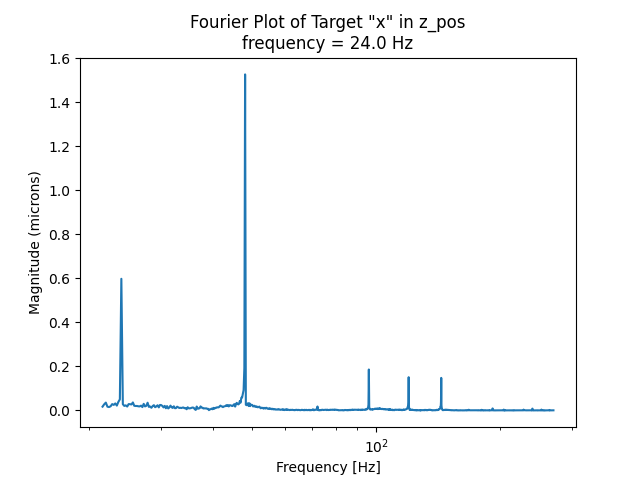 Fourier Plot of Target "x" in z_pos
frequency = 24.0 Hz
Magnitude (microns)
1.6
1.4
1.2
1.0
0.8
0.6
0.4
0.2
0.0
10²
Frequency [Hz]